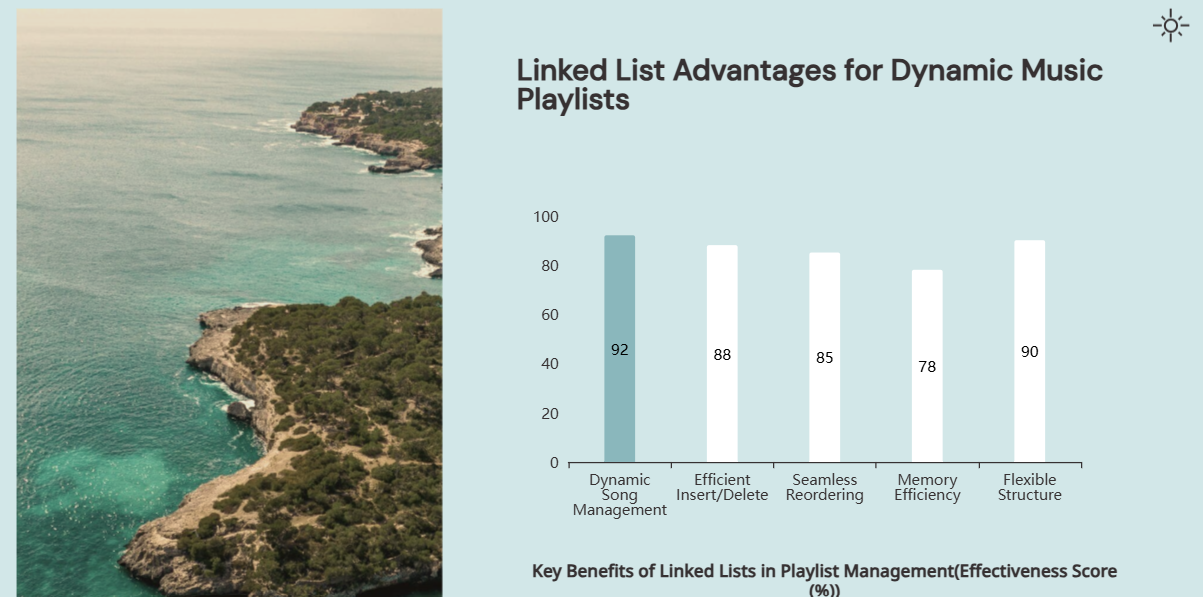 Linked List Advantages for Dynamic Music
Playlists
100
80
60
40
20
0
92
88
85
78
90
Dynamic
Song
Management
Efficient
Insert/Delete
Seamless
Reordering
Memory
Efficiency
Flexible
Structure
Key Benefits of Linked Lists in Playlist Management(Effectiveness Score
(%))